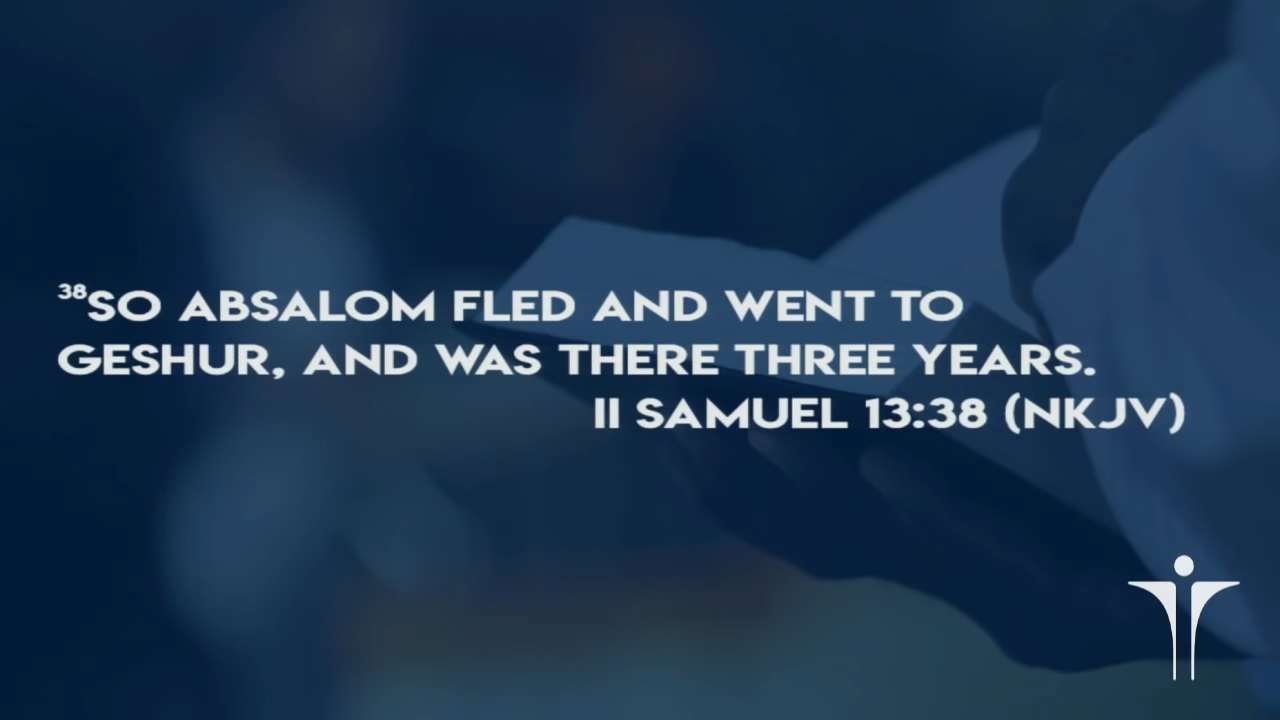 ³⁸SO ABSALOM FLED AND WENT TO
GESHUR, AND WAS THERE THREE YEARS.
II SAMUEL 13:38 (NKJV)